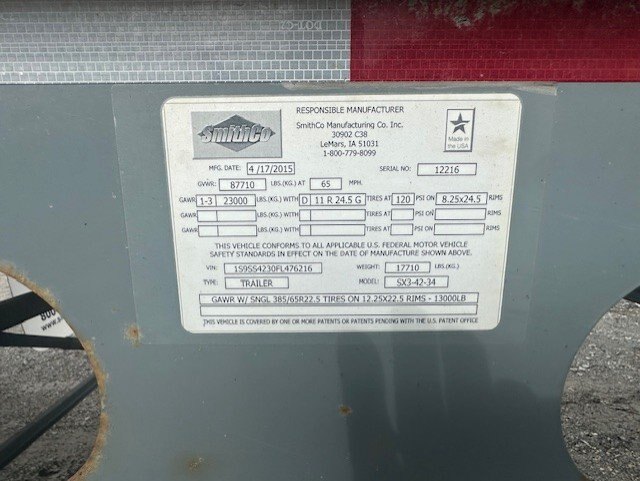 SmithCo
RESPONSIBLE MANUFACTURER
SmithCo Manufacturing Co. Inc.
30902 C38
LeMars, IA 51031
1-800-779-8099
Made in
the USA
MFG. DATE: 4/17/2015 SERIAL NO: 12216
GVWR: 87710 LBS.(KG.) AT 65 MPH.
GAWR 1-3 23000 LBS.(KG.) WITH D 11 R 24.5 G TIRES AT 120 PSI ON 8.25x24.5 RIMS
GAWR LBS.(KG.) WITH TIRES AT PSI ON RIMS
GAWR LBS.(KG.) WITH TIRES AT PSI ON RIMS
THIS VEHICLE CONFORMS TO ALL APPLICABLE U.S. FEDERAL MOTOR VEHICLE
SAFETY STANDARDS IN EFFECT ON THE DATE OF MANUFACTURE SHOWN ABOVE.
VIN: 1S9SS4230FL476216 WEIGHT: 17710 LBS.(KG.)
TYPE: TRAILER MODEL: SX3-42-34
GAWR W/ SNGL 385/65R22.5 TIRES ON 12.25X22.5 RIMS - 13000LB
THIS VEHICLE IS COVERED BY ONE OR MORE PATENTS OR PATENTS PENDING WITH THE U.S. PATENT OFFICE